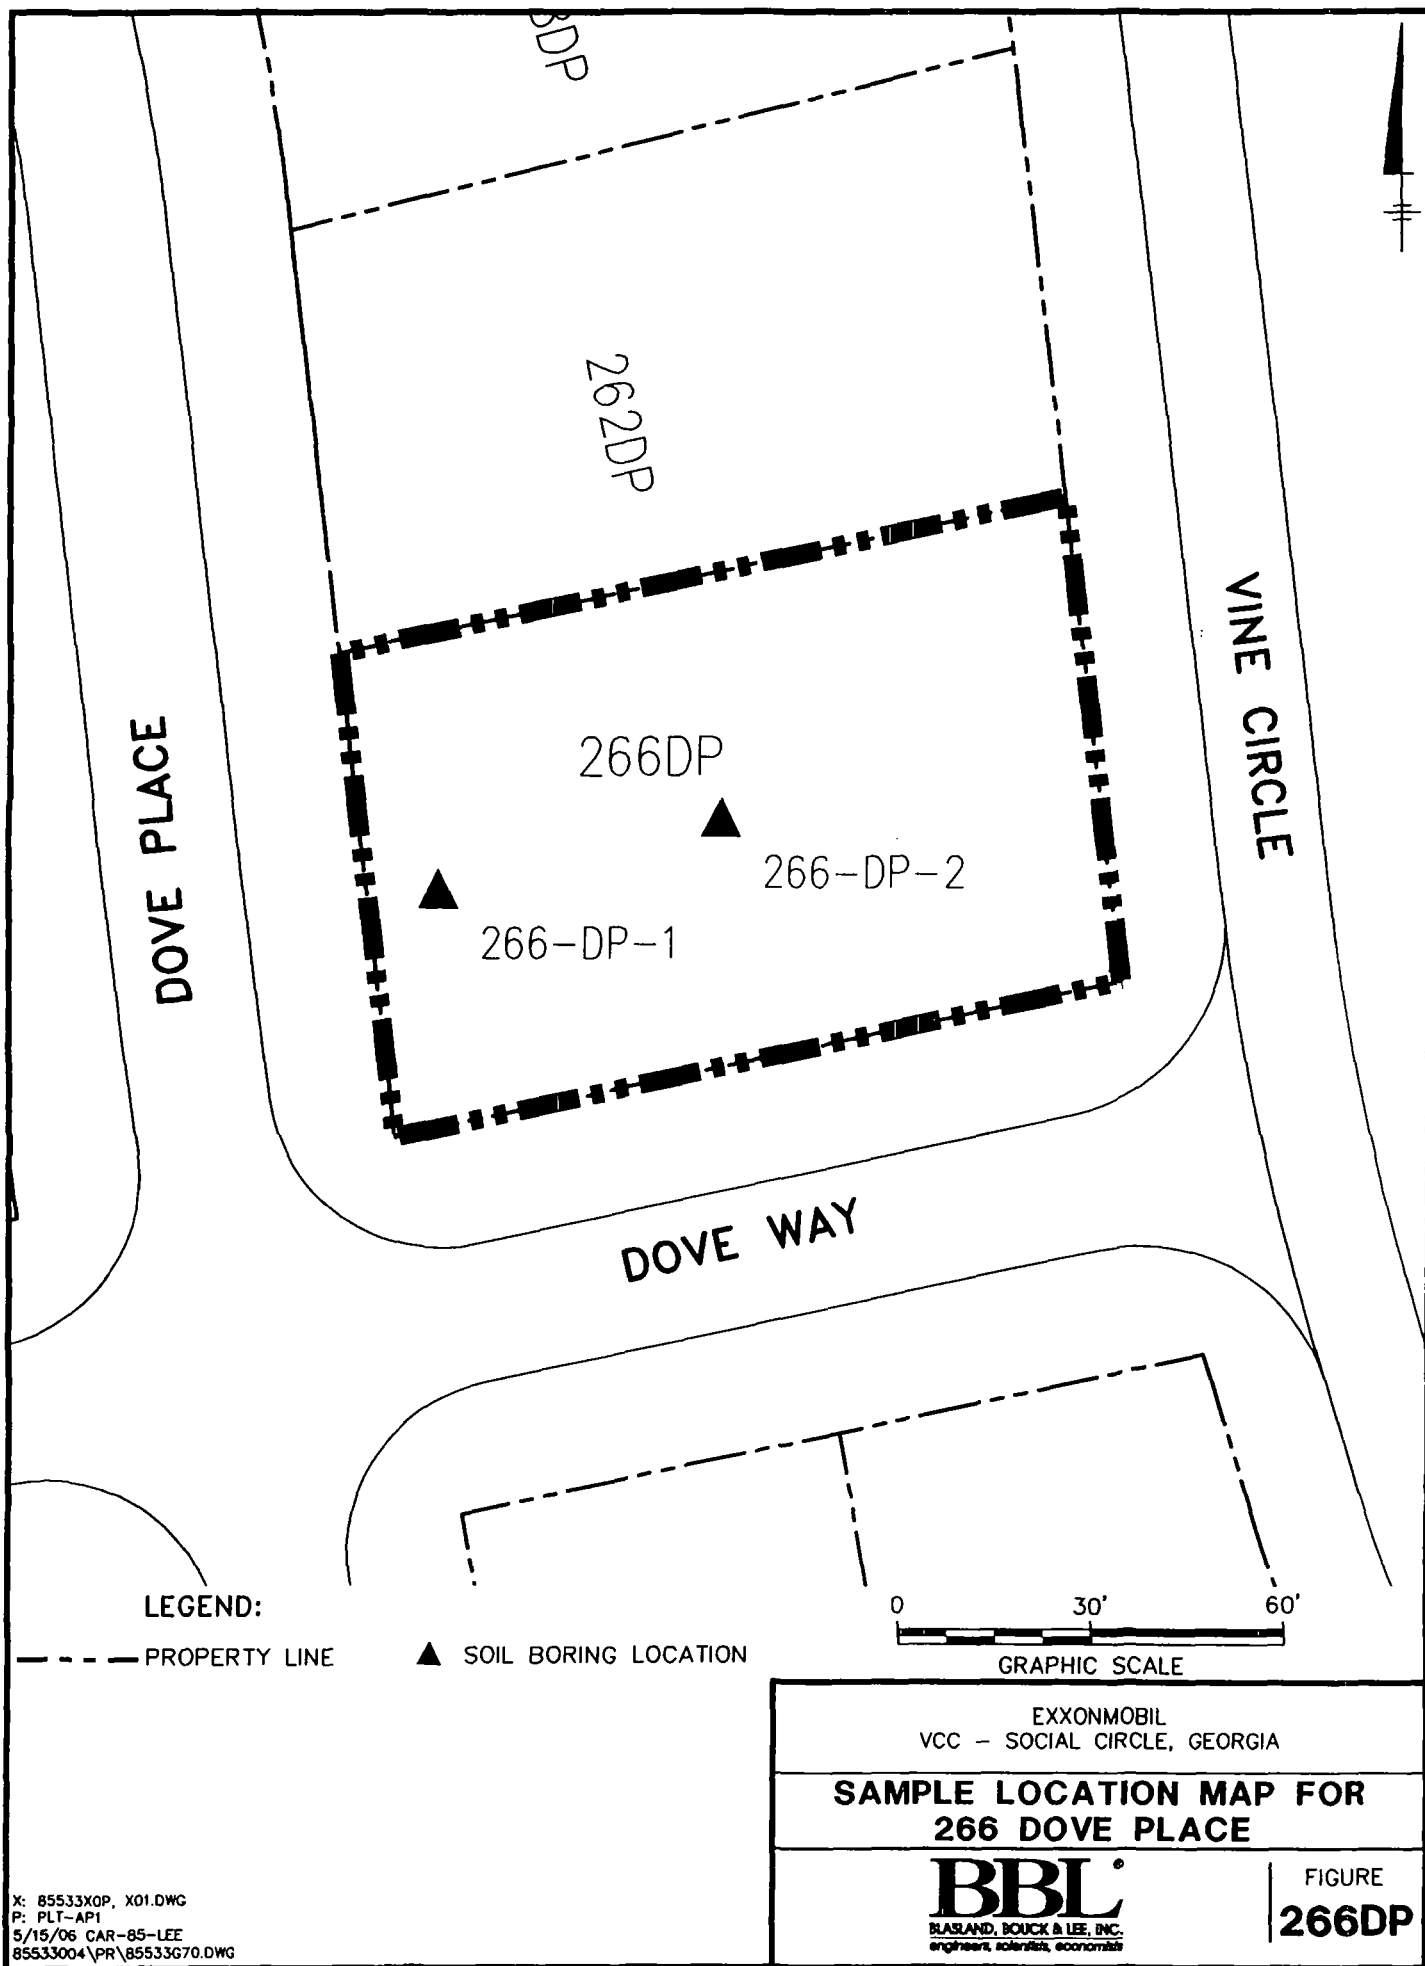 8DP
262DP
VINE CIRCLE
DOVE PLACE
266DP
266-DP-2
266-DP-1
DOVE WAY
LEGEND:
PROPERTY LINE
SOIL BORING LOCATION
0 30' 60'
GRAPHIC SCALE
EXXONMOBIL
VCC - SOCIAL CIRCLE, GEORGIA
SAMPLE LOCATION MAP FOR
266 DOVE PLACE
BBL®
BLASLAND, BOUCK & LEE, INC.
engineers, scientists, economists
FIGURE
266DP
X: 85533X0P, X01.DWG
P: PLT-AP1
5/15/06 CAR-85-LEE
85533004\PR\85533G70.DWG